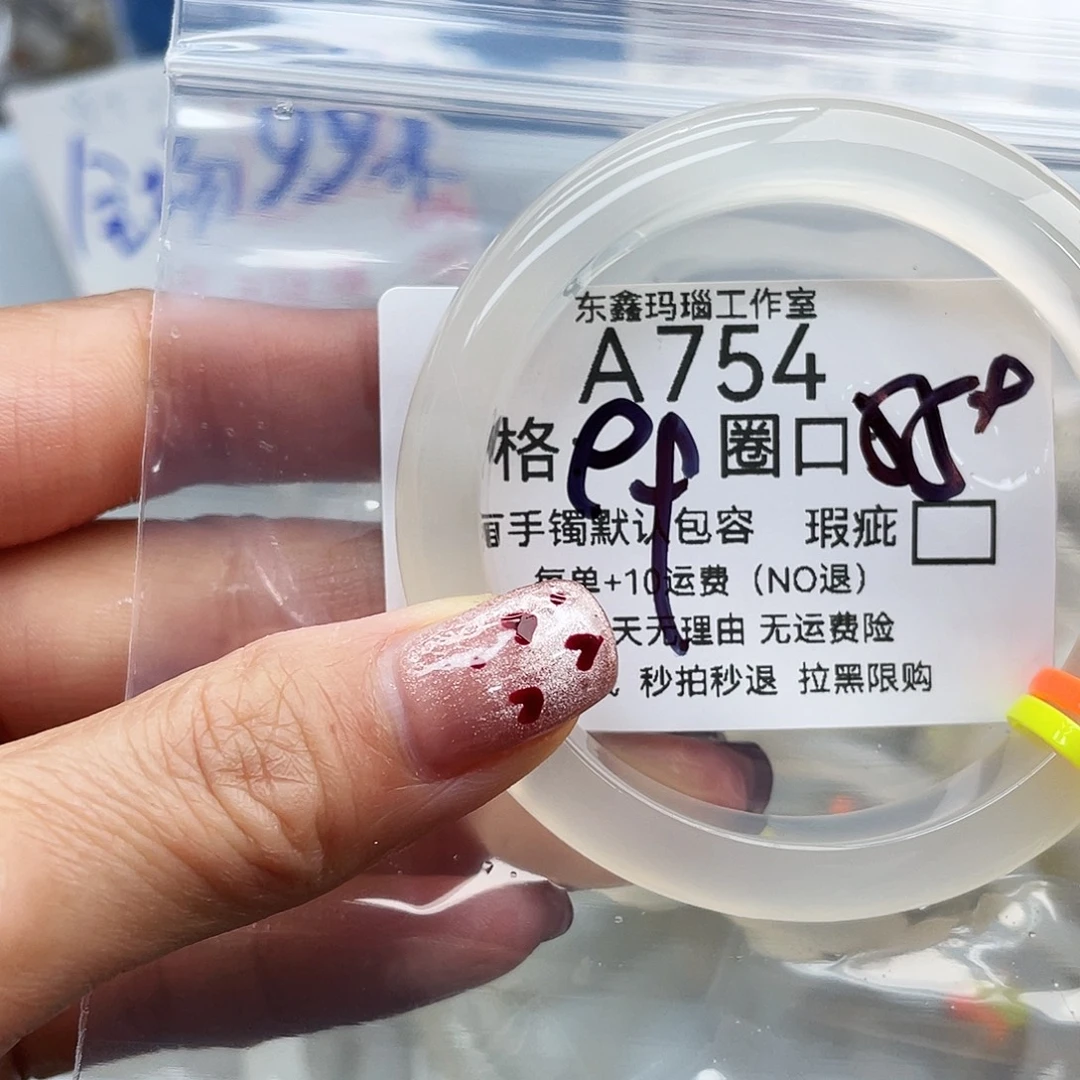 994
东鑫玛瑙工作室
A754
格: 圈口
手镯默认包容 瑕疵
每单+10运费（NO退）
天无理由 无运费险
秒拍秒退 拉黑限购